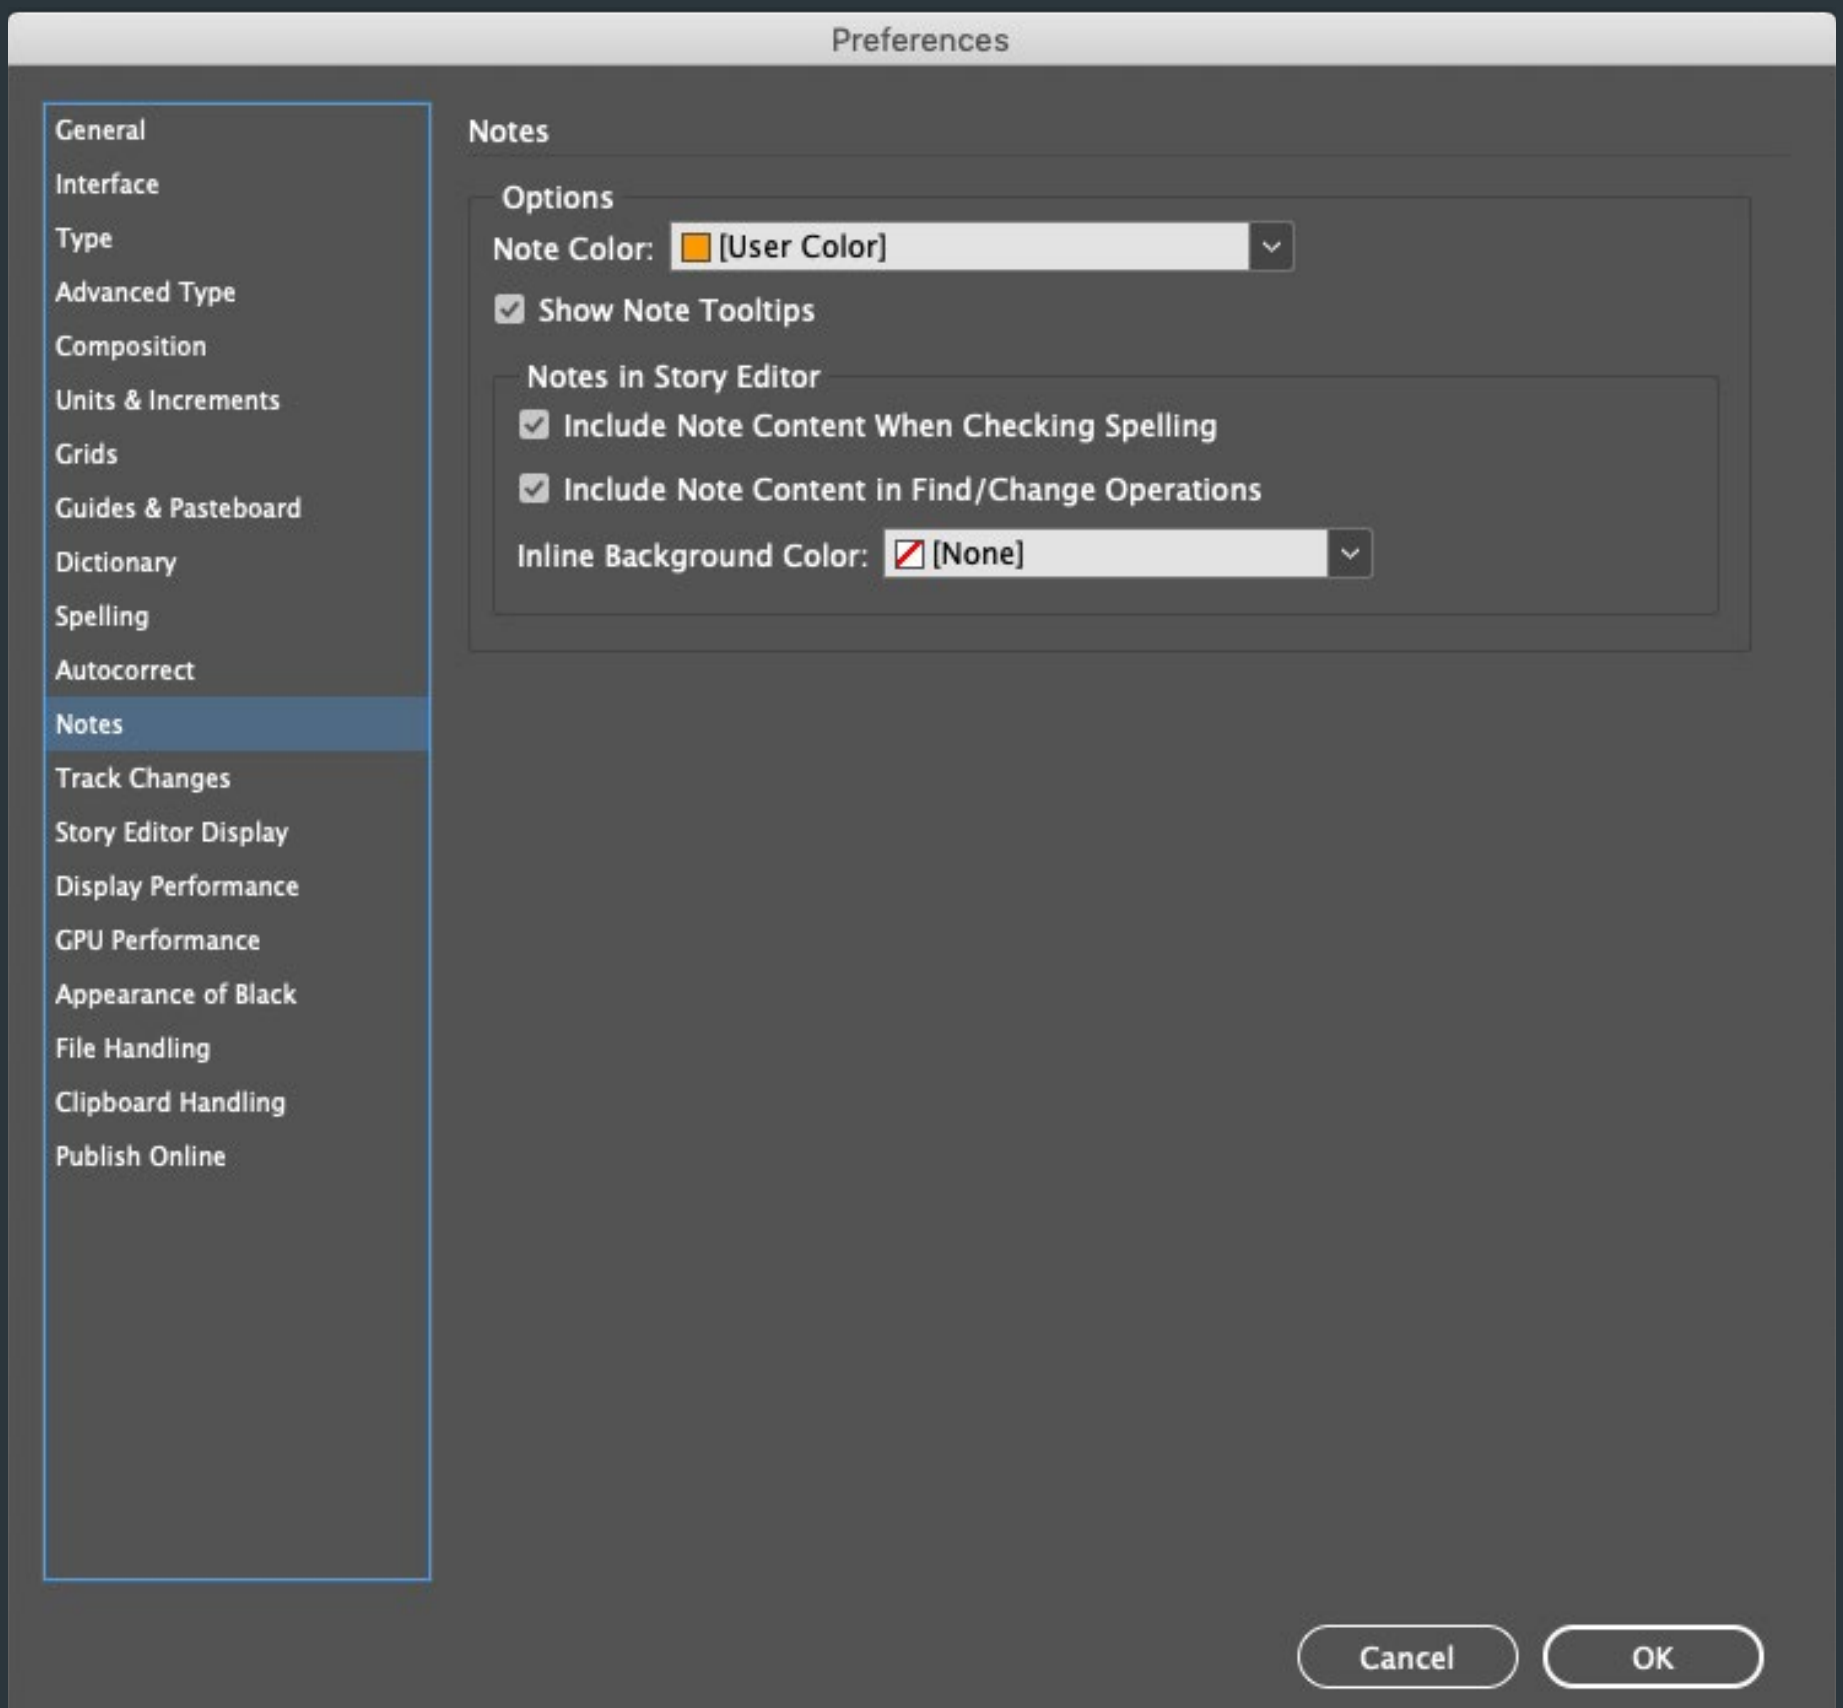 Preferences
General
Interface
Type
Advanced Type
Composition
Units & Increments
Grids
Guides & Pasteboard
Dictionary
Spelling
Autocorrect
Notes
Track Changes
Story Editor Display
Display Performance
GPU Performance
Appearance of Black
File Handling
Clipboard Handling
Publish Online
Notes
Options
Note Color: [User Color]
Show Note Tooltips
Notes in Story Editor
Include Note Content When Checking Spelling
Include Note Content in Find/Change Operations
Inline Background Color: [None]
Cancel OK